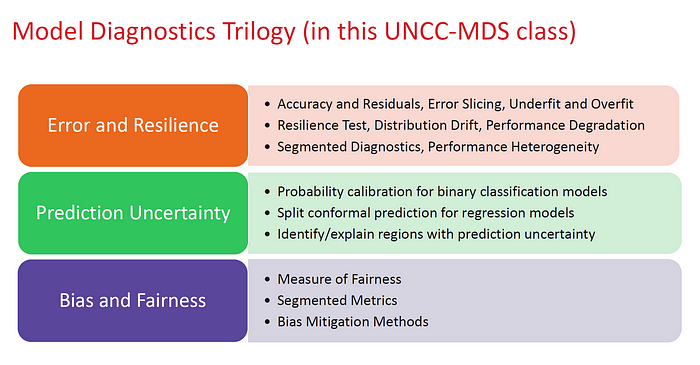 Model Diagnostics Trilogy (in this UNCC-MDS class)
Error and Resilience
• Accuracy and Residuals, Error Slicing, Underfit and Overfit
• Resilience Test, Distribution Drift, Performance Degradation
• Segmented Diagnostics, Performance Heterogeneity
Prediction Uncertainty
• Probability calibration for binary classification models
• Split conformal prediction for regression models
• Identify/explain regions with prediction uncertainty
Bias and Fairness
• Measure of Fairness
• Segmented Metrics
• Bias Mitigation Methods